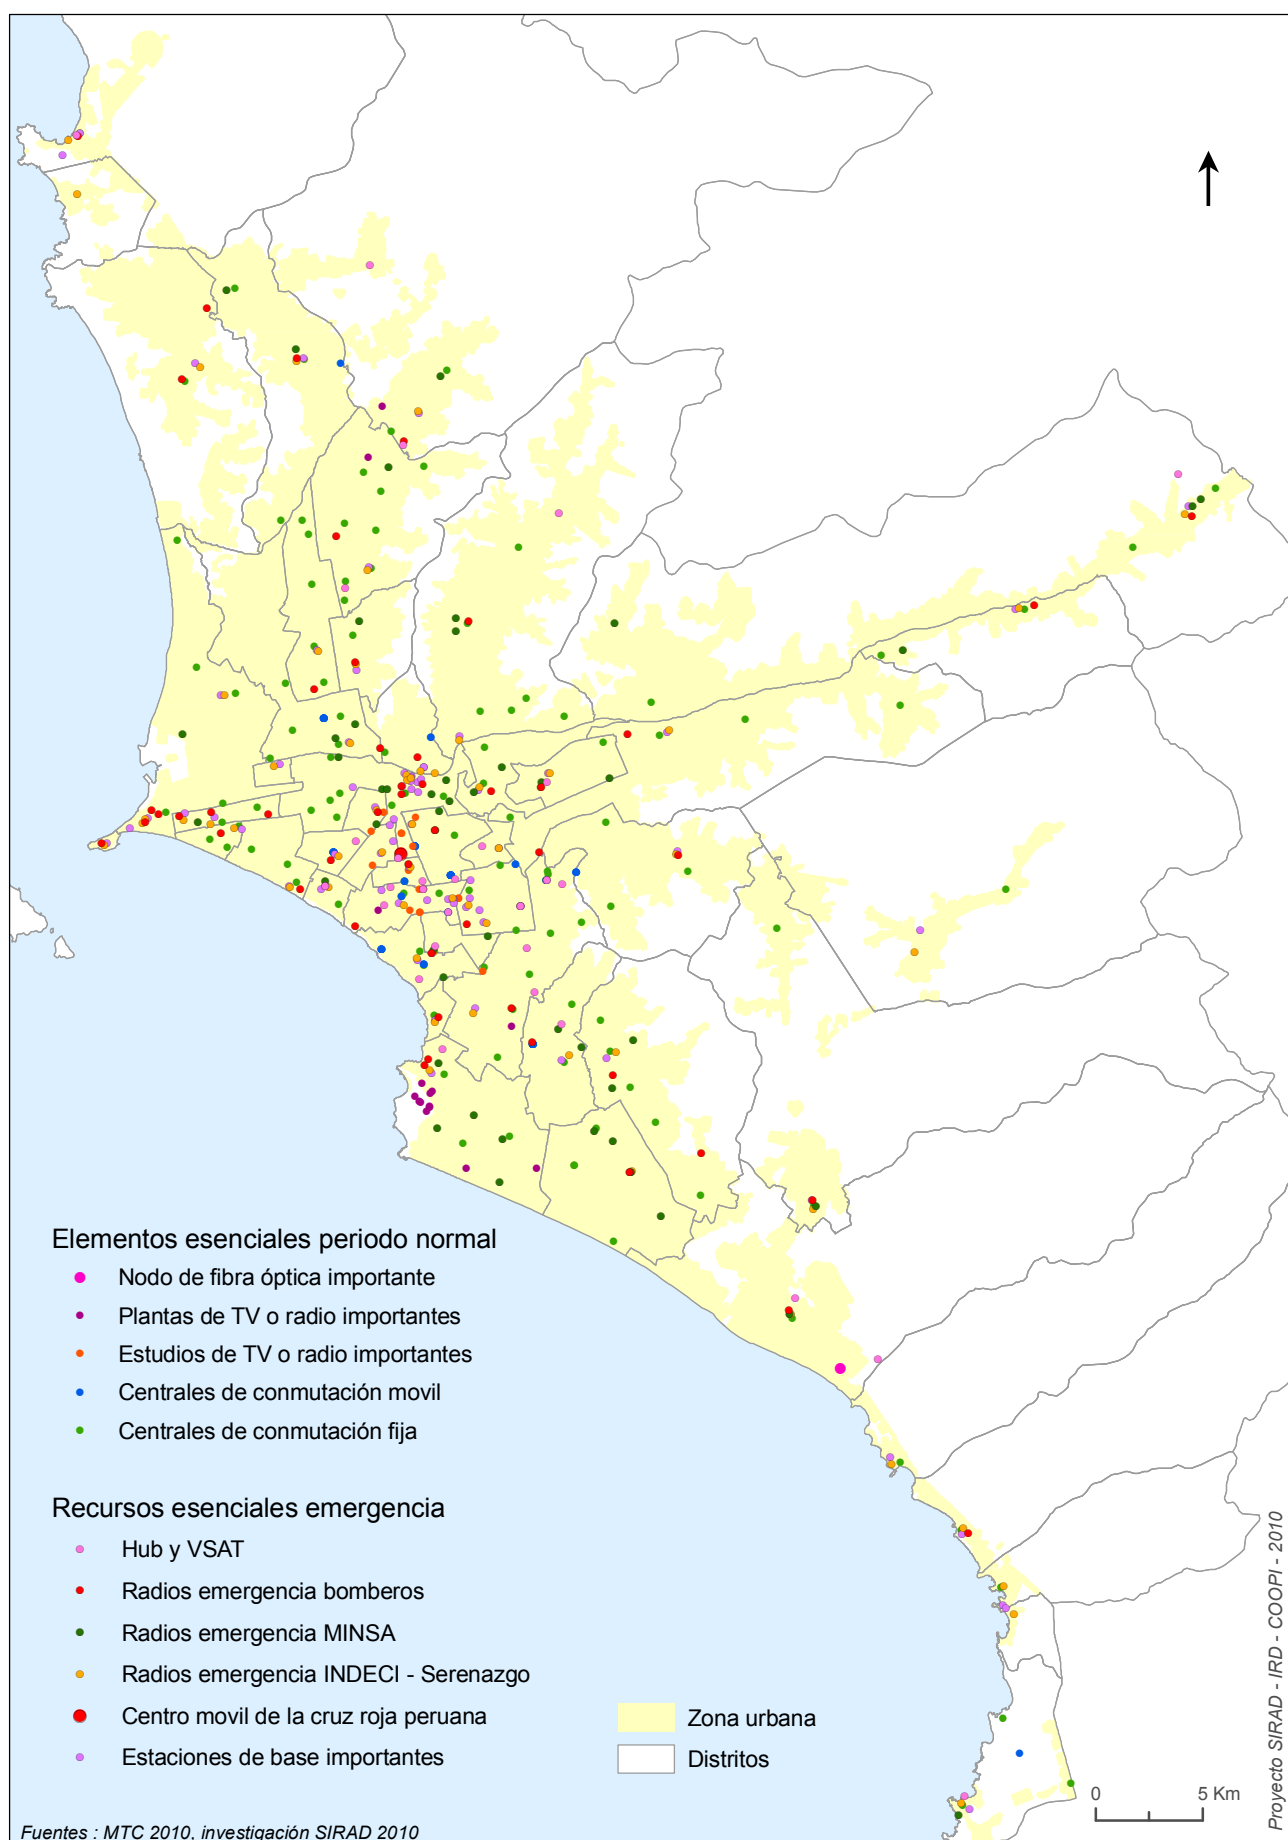 Elementos esenciales periodo normal
Nodo de fibra óptica importante
Plantas de TV o radio importantes
Estudios de TV o radio importantes
Centrales de conmutación movil
Centrales de conmutación fija
Recursos esenciales emergencia
Hub y VSAT
Radios emergencia bomberos
Radios emergencia MINSA
Radios emergencia INDECI - Serenazgo
Centro movil de la cruz roja peruana
Estaciones de base importantes
Zona urbana
Distritos
0 5 Km
Proyecto SIRAD - IRD - COOPI - 2010
Fuentes : MTC 2010, investigación SIRAD 2010